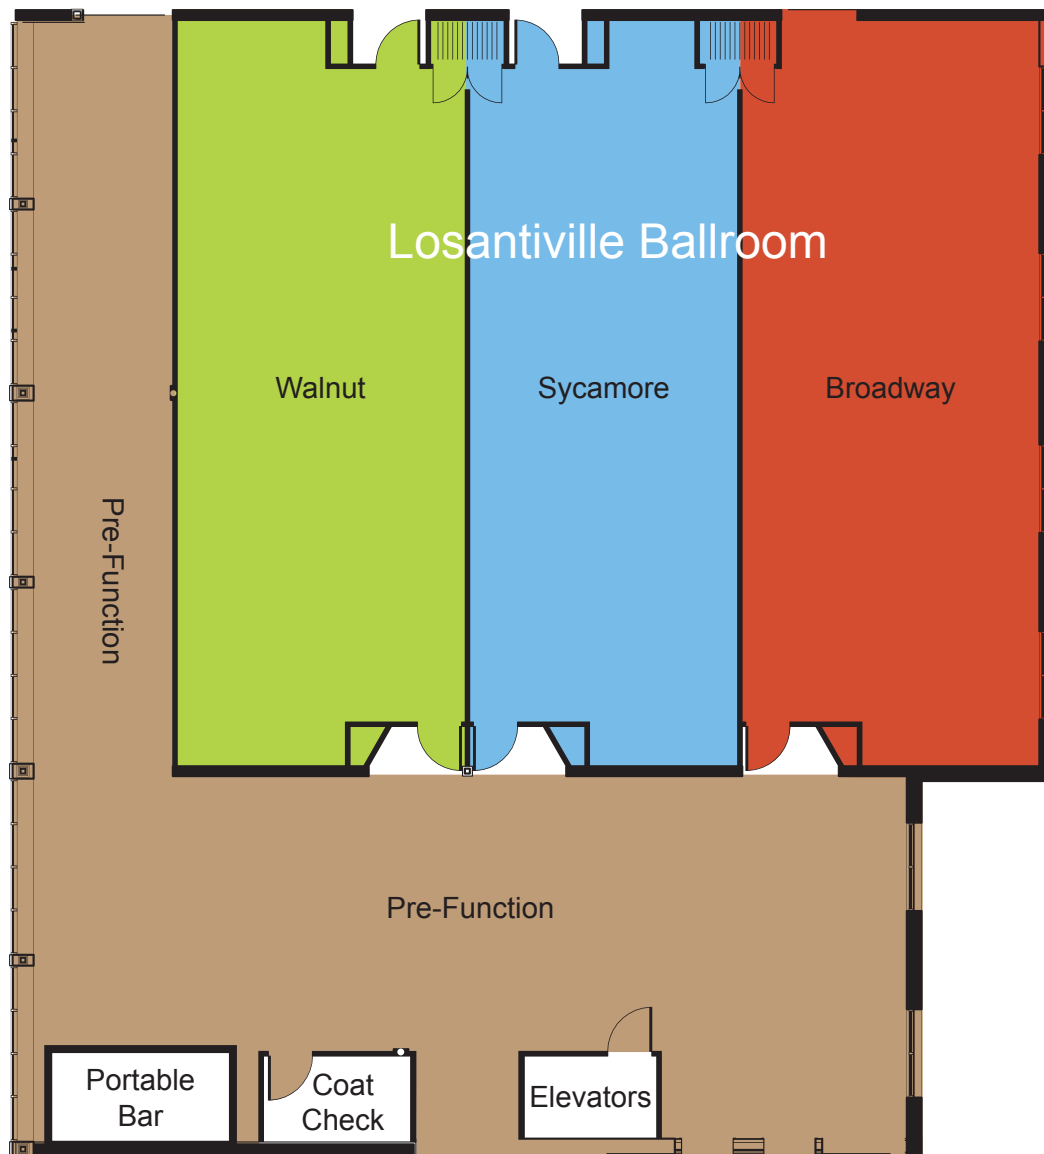 Losantiville Ballroom
Walnut
Sycamore
Broadway
Pre-Function
Pre-Function
Portable
Bar
Coat
Check
Elevators